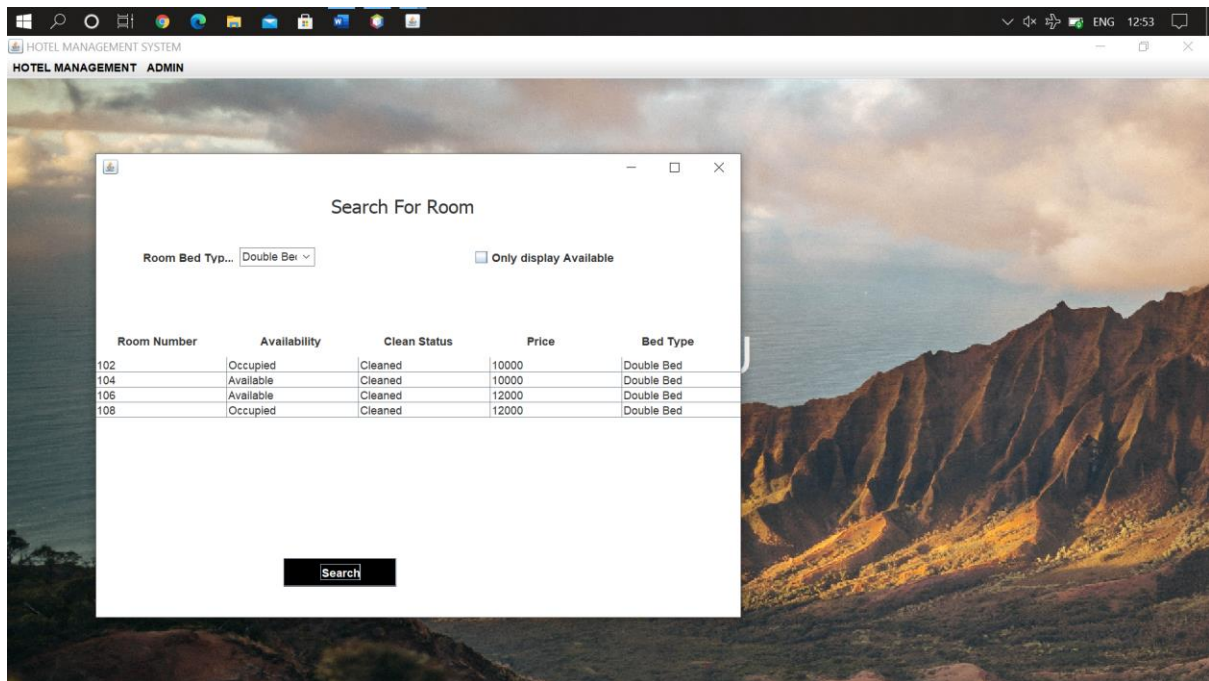 ENG 12:53
HOTEL MANAGEMENT SYSTEM
HOTEL MANAGEMENT ADMIN
Search For Room
Room Bed Typ... Double Be Only display Available
Room Number Availability Clean Status Price Bed Type
102 Occupied Cleaned 10000 Double Bed
104 Available Cleaned 10000 Double Bed
106 Available Cleaned 12000 Double Bed
108 Occupied Cleaned 12000 Double Bed
Search